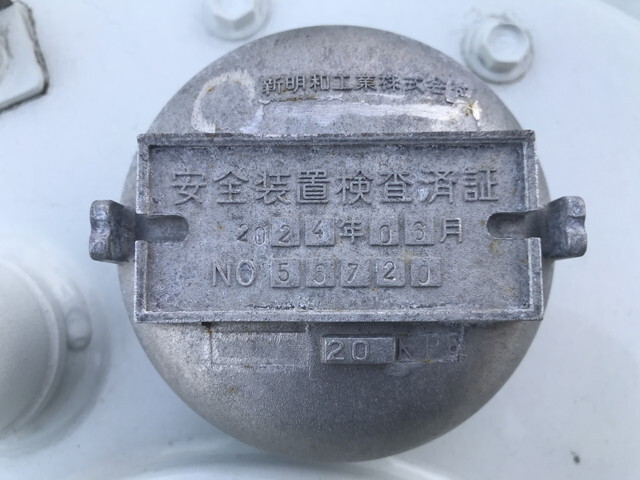 新明和工業株式会社
安全装置検査済証
2024年03月
NO 56720
20 KPa